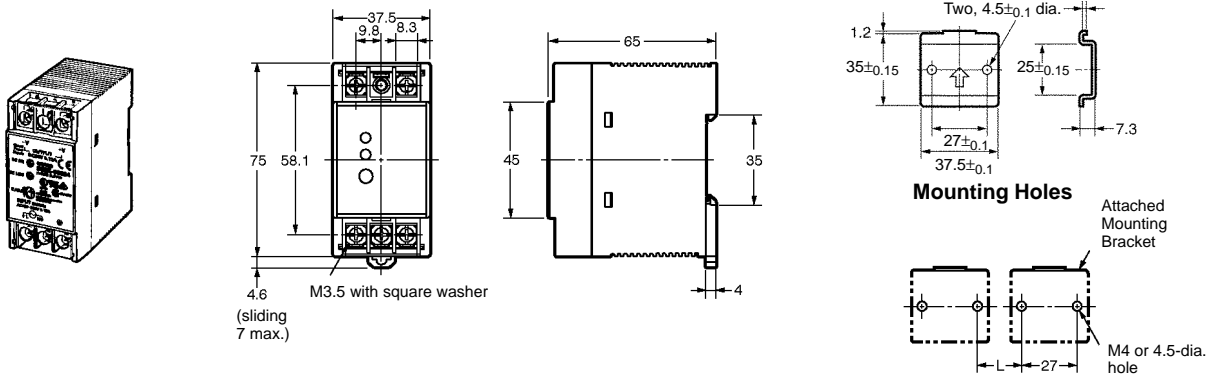 37.5
9.8
8.3
75
58.1
4.6
(sliding
7 max.)
M3.5 with square washer
65
45
35
4
Two, 4.5±0.1 dia.
1.2
35±0.15
25±0.15
7.3
27±0.1
37.5±0.1
Mounting Holes
Attached
Mounting
Bracket
L
27
M4 or 4.5-dia.
hole